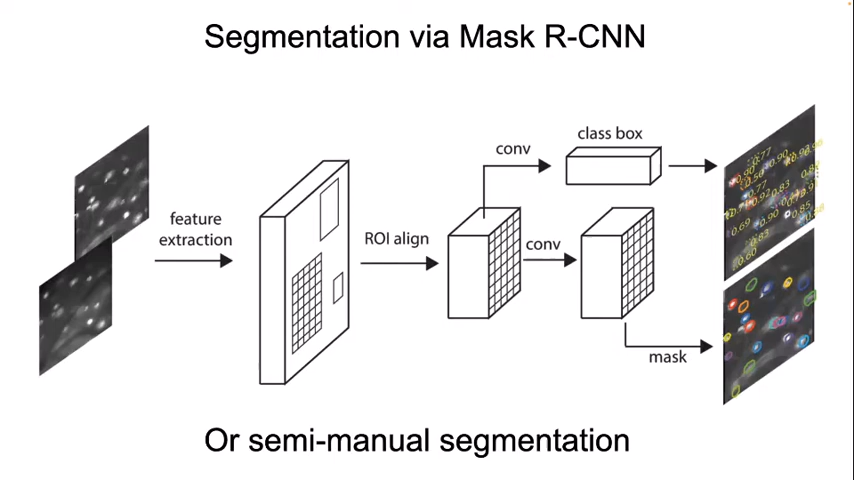 Segmentation via Mask R-CNN
feature
extraction
ROI align
conv
conv
class box
mask
Or semi-manual segmentation